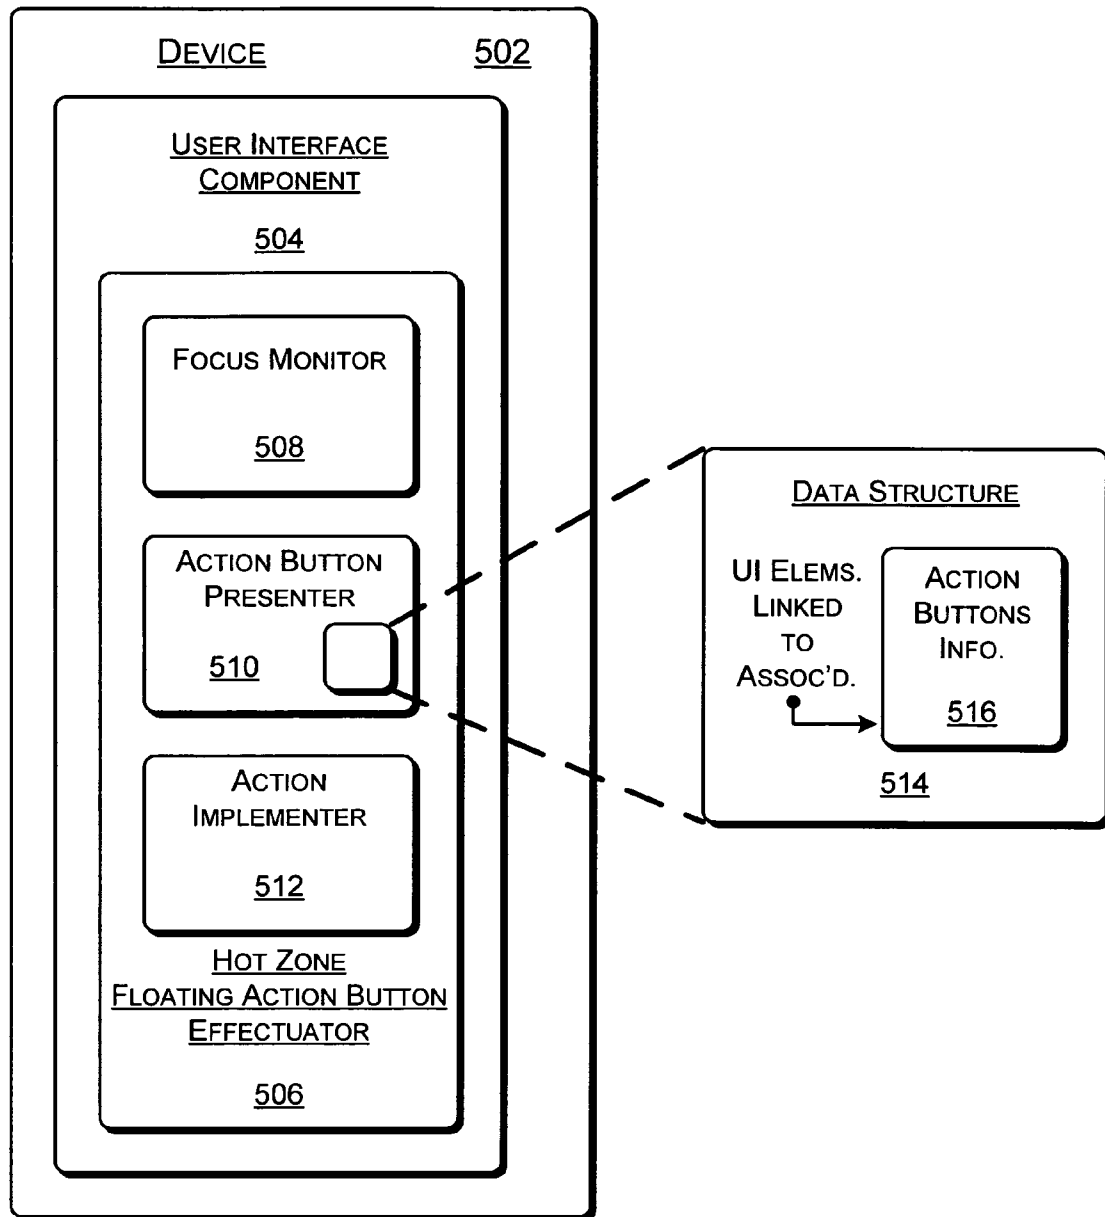 DEVICE 502
USER INTERFACE
COMPONENT
504
FOCUS MONITOR
508
ACTION BUTTON
PRESENTER
510
ACTION
IMPLEMENTER
512
HOT ZONE
FLOATING ACTION BUTTON
EFFECTUATOR
506
DATA STRUCTURE
UI ELEMS.
LINKED
TO
ASSOC'D.
ACTION
BUTTONS
INFO.
516
514